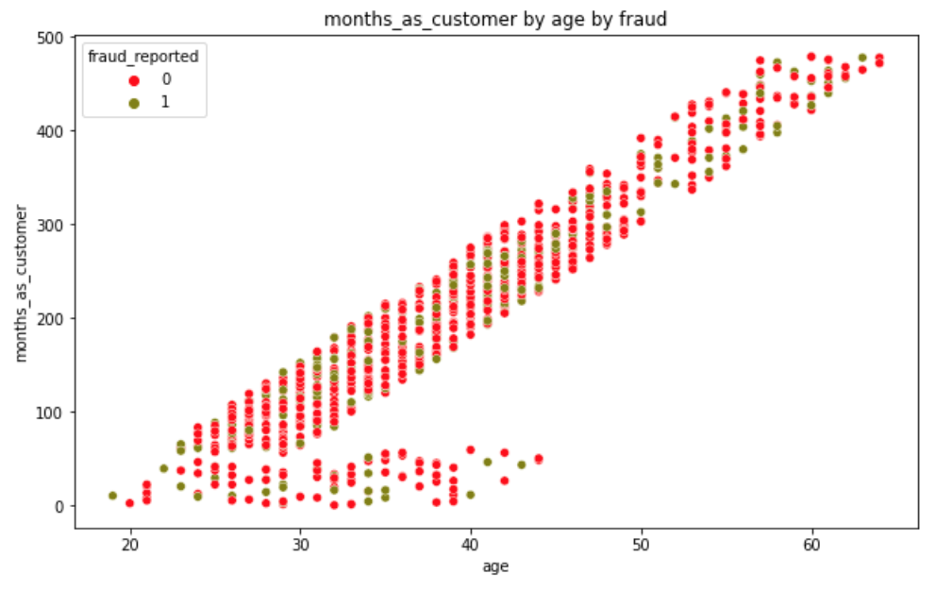 months_as_customer by age by fraud
fraud_reported
0
1
500
400
300
200
100
0
months_as_customer
20 30 40 50 60
age